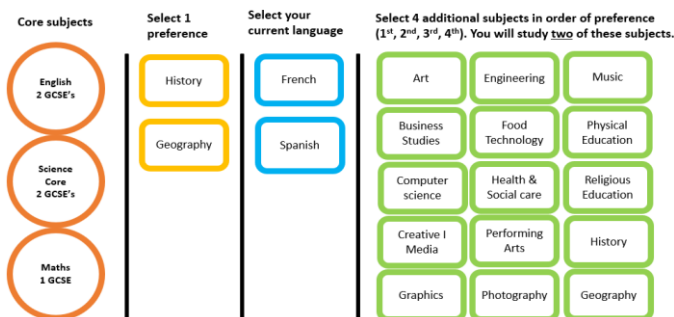 Core subjects
English
2 GCSE's
Science
Core
2 GCSE's
Maths
1 GCSE
Select 1
preference
History
Geography
Select your
current language
French
Spanish
Select 4 additional subjects in order of preference
(1st, 2nd, 3rd, 4th). You will study two of these subjects.
Art
Engineering
Music
Business
Studies
Food
Technology
Physical
Education
Computer
science
Health &
Social care
Religious
Education
Creative I
Media
Performing
Arts
History
Graphics
Photography
Geography